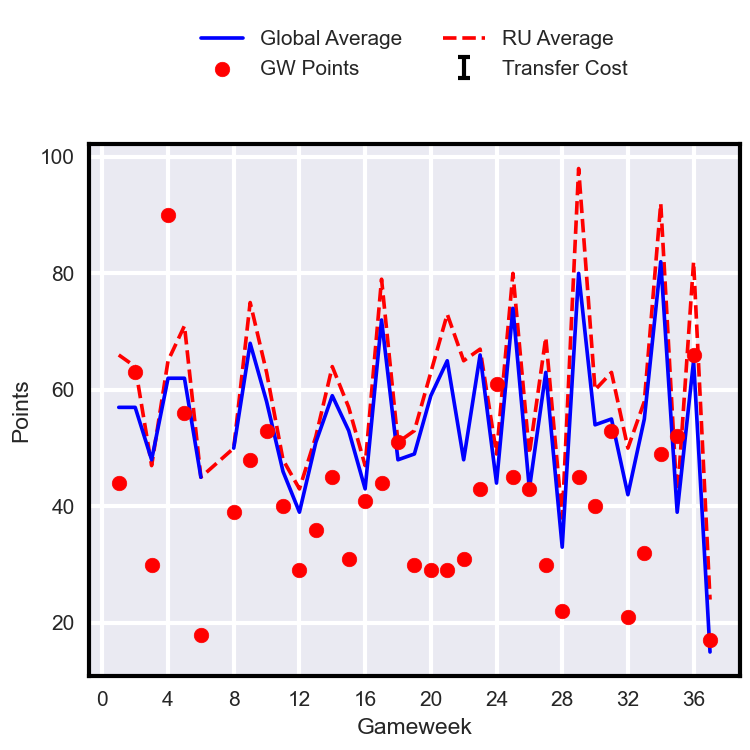 Global Average
RU Average
GW Points
Transfer Cost
100
80
60
40
20
Points
0 4 8 12 16 20 24 28 32 36
Gameweek